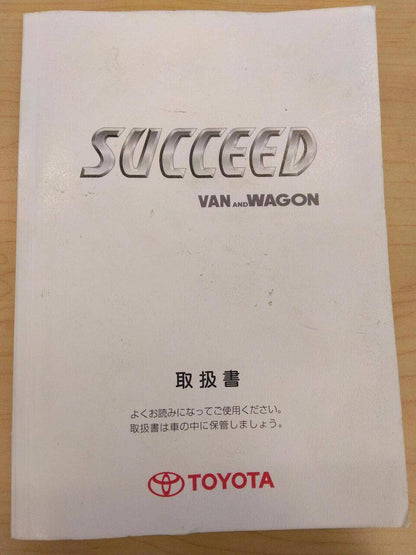 SUCCEED
VAN AND WAGON
取扱書
よくお読みになってご使用ください。
取扱書は車の中に保管しましょう。
TOYOTA